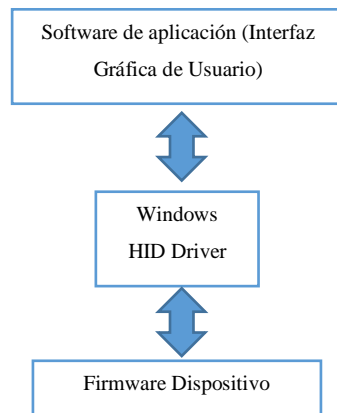 Software de aplicación (Interfaz
Gráfica de Usuario)
Windows
HID Driver
Firmware Dispositivo